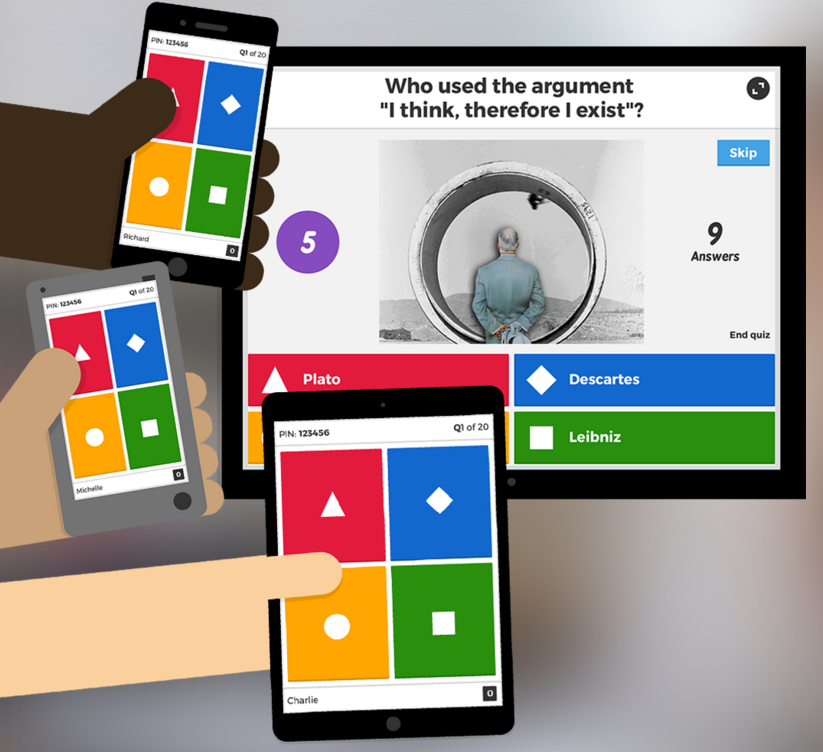 PIN: 123456 Q1 of 20
Richard 0
Who used the argument
"I think, therefore I exist"?
Skip
5
9
Answers
End quiz
Plato
Descartes
Leibniz
PIN: 123456 Q1 of 20
Michelle 0
PIN: 123456 Q1 of 20
Charlie 0